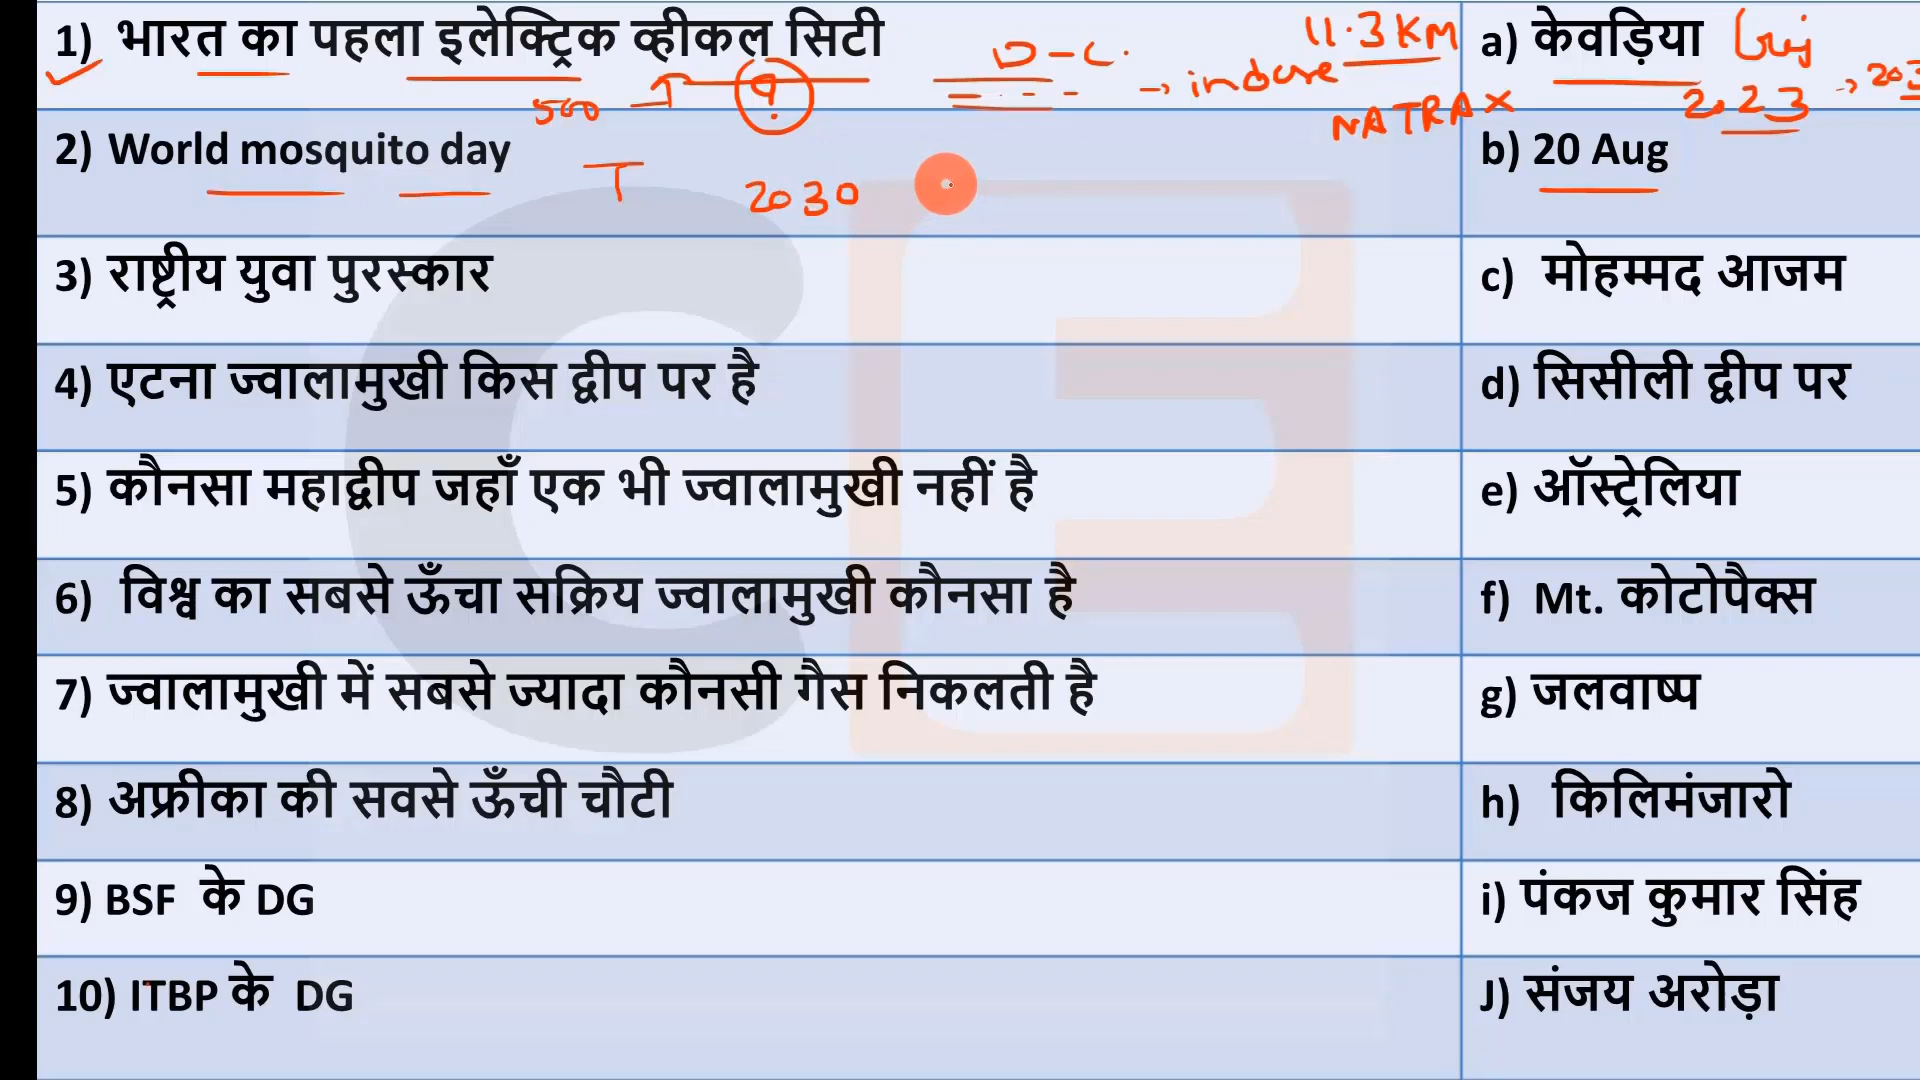 1) भारत का पहला इलेक्ट्रिक व्हीकल सिटी
500
9
D-C.
→ indore
11.3 KM
NATRAX
a) केवड़िया Guj
2023
2) World mosquito day
T
2030
b) 20 Aug
3) राष्ट्रीय युवा पुरस्कार
c) मोहम्मद आजम
4) एटना ज्वालामुखी किस द्वीप पर है
d) सिसीली द्वीप पर
5) कौनसा महाद्वीप जहाँ एक भी ज्वालामुखी नहीं है
e) ऑस्ट्रेलिया
6) विश्व का सबसे ऊँचा सक्रिय ज्वालामुखी कौनसा है
f) Mt. कोटोपैक्स
7) ज्वालामुखी में सबसे ज्यादा कौनसी गैस निकलती है
g) जलवाष्प
8) अफ्रीका की सवसे ऊँची चौटी
h) किलिमंजारो
9) BSF के DG
i) पंकज कुमार सिंह
10) ITBP के DG
J) संजय अरोड़ा
CE